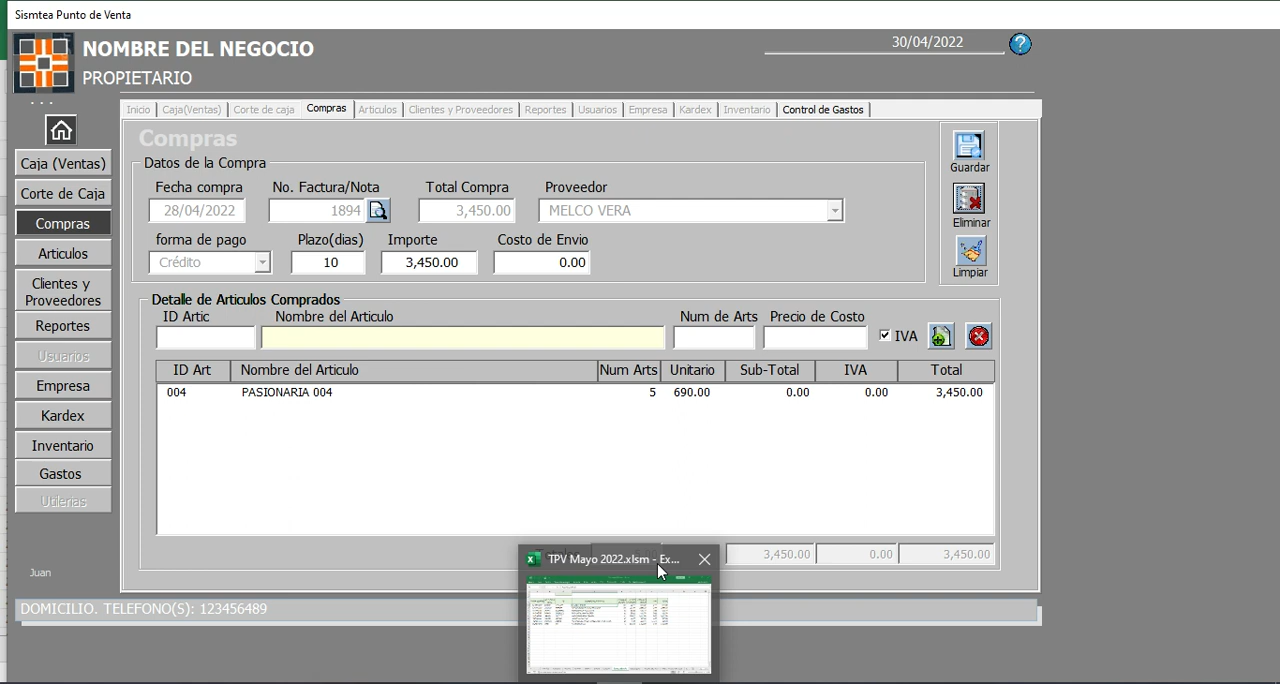 Sismtea Punto de Venta
NOMBRE DEL NEGOCIO
PROPIETARIO
30/04/2022
?
Inicio Caja(Ventas) Corte de caja Compras Articulos Clientes y Proveedores Reportes Usuarios Empresa Kardex Inventario Control de Gastos
Caja (Ventas)
Corte de Caja
Compras
Articulos
Clientes y
Proveedores
Reportes
Usuarios
Empresa
Kardex
Inventario
Gastos
Utilerias
Juan
Compras
Datos de la Compra
Fecha compra No. Factura/Nota Total Compra Proveedor
28/04/2022 1894 3,450.00 MELCO VERA
forma de pago Plazo(dias) Importe Costo de Envio
Crédito 10 3,450.00 0.00
Guardar
Eliminar
Limpiar
Detalle de Articulos Comprados
ID Artic Nombre del Articulo Num de Arts Precio de Costo
IVA
ID Art Nombre del Articulo Num Arts Unitario Sub-Total IVA Total
004 PASIONARIA 004 5 690.00 0.00 0.00 3,450.00
3,450.00 0.00 3,450.00
TPV Mayo 2022.xlsm - Ex...
DOMICILIO. TELEFONO(S): 123456489